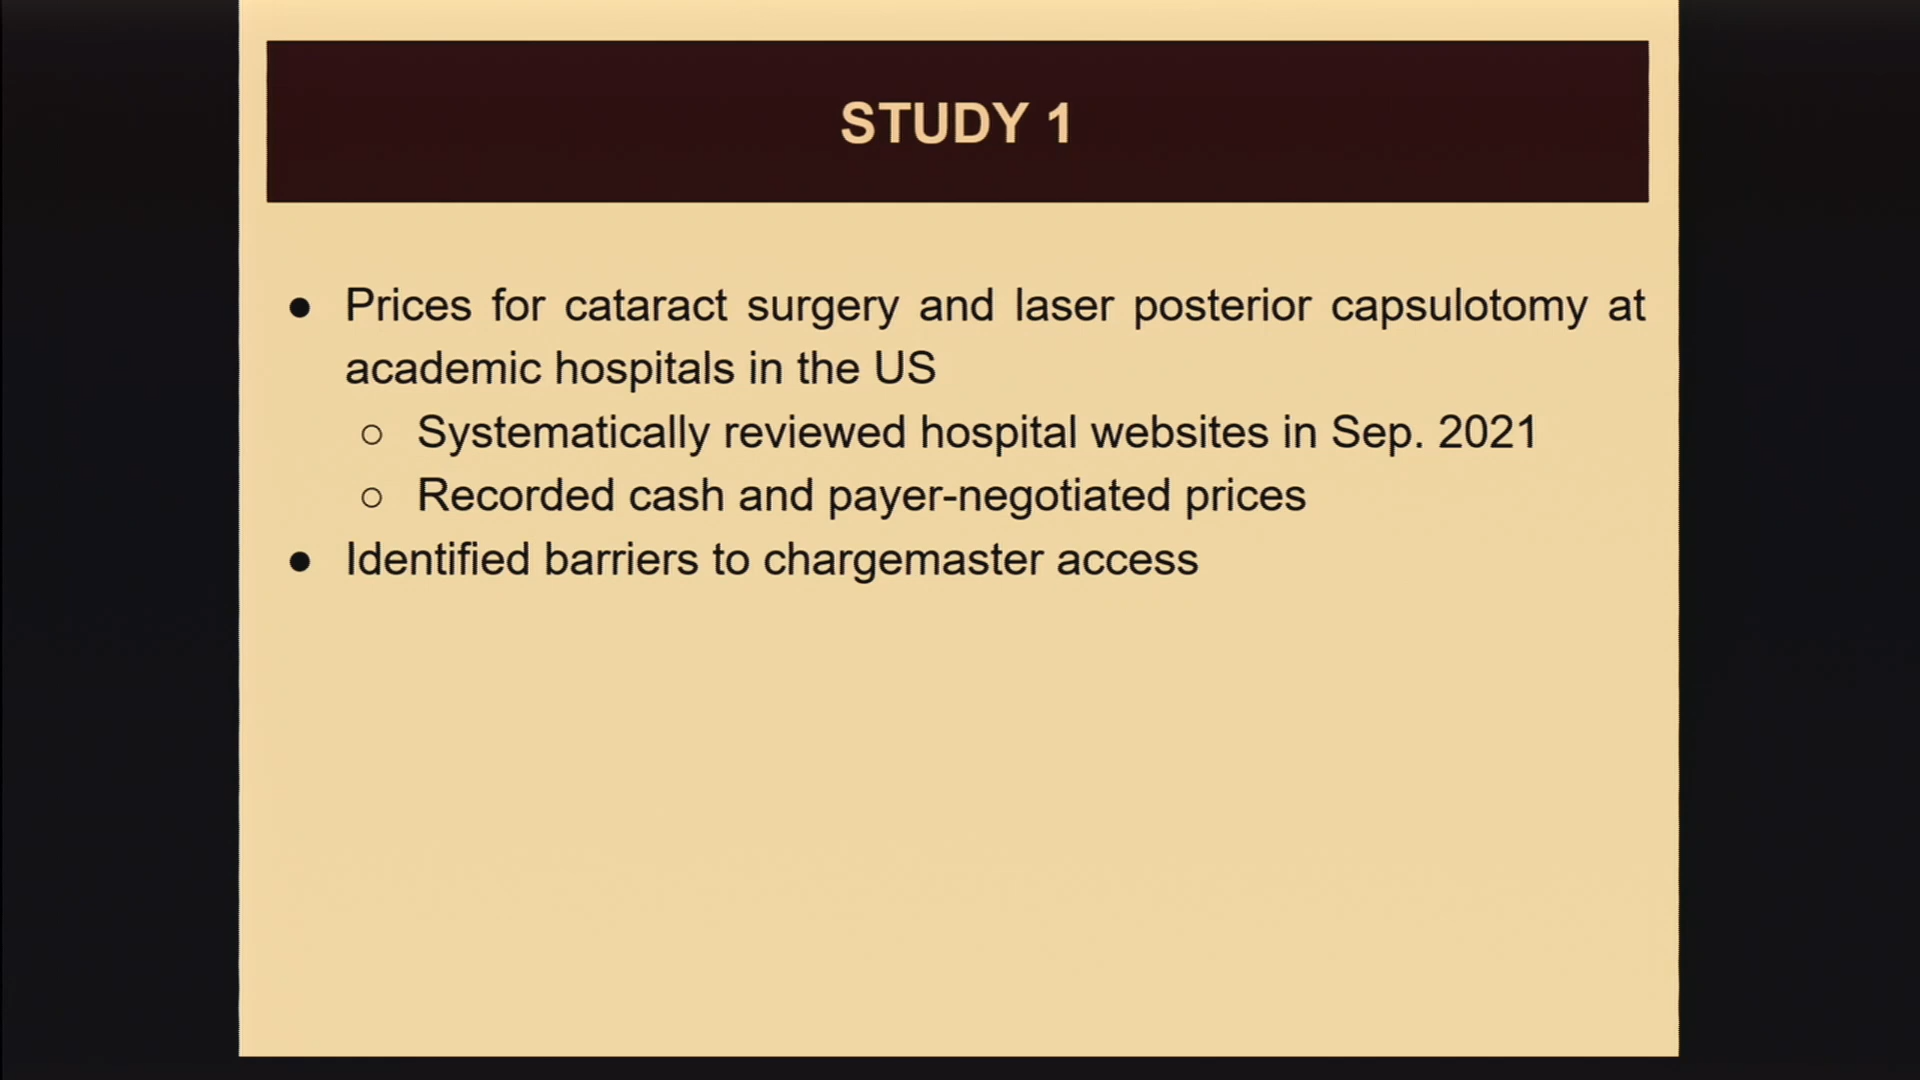 STUDY 1
● Prices for cataract surgery and laser posterior capsulotomy at
academic hospitals in the US
○ Systematically reviewed hospital websites in Sep. 2021
○ Recorded cash and payer-negotiated prices
● Identified barriers to chargemaster access